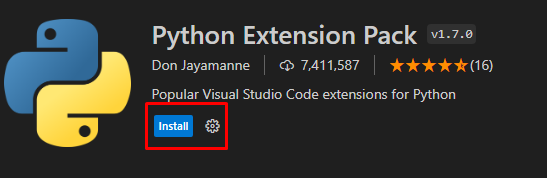 Python Extension Pack v1.7.0
Don Jayamanne 7,411,587 (16)
Popular Visual Studio Code extensions for Python
Install